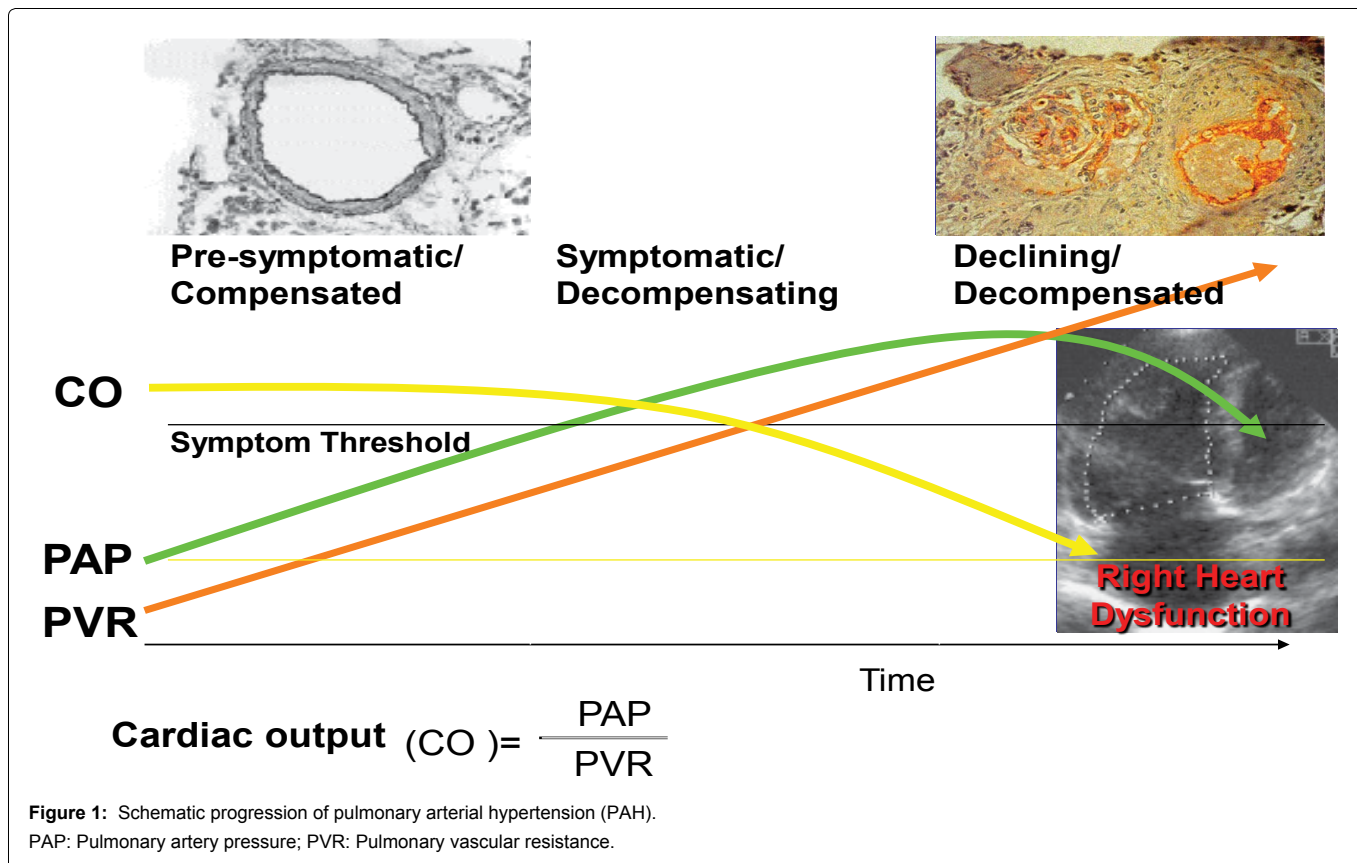 Pre-symptomatic/
Compensated
Symptomatic/
Decompensating
Declining/
Decompensated
CO
Symptom Threshold
PAP
PVR
Right Heart
Dysfunction
Time
Cardiac output (CO )= PAP
PVR
Figure 1: Schematic progression of pulmonary arterial hypertension (PAH).
PAP: Pulmonary artery pressure; PVR: Pulmonary vascular resistance.